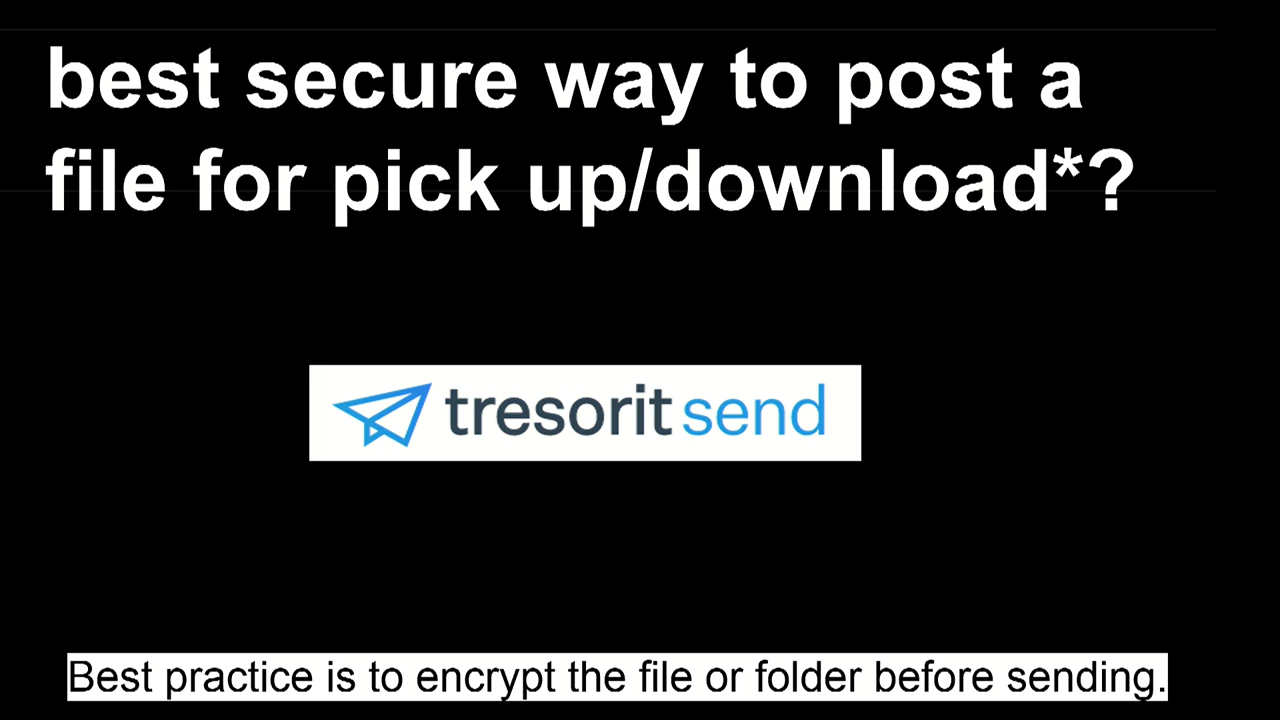 best secure way to post a
file for pick up/download*?
tresorit send
Best practice is to encrypt the file or folder before sending.